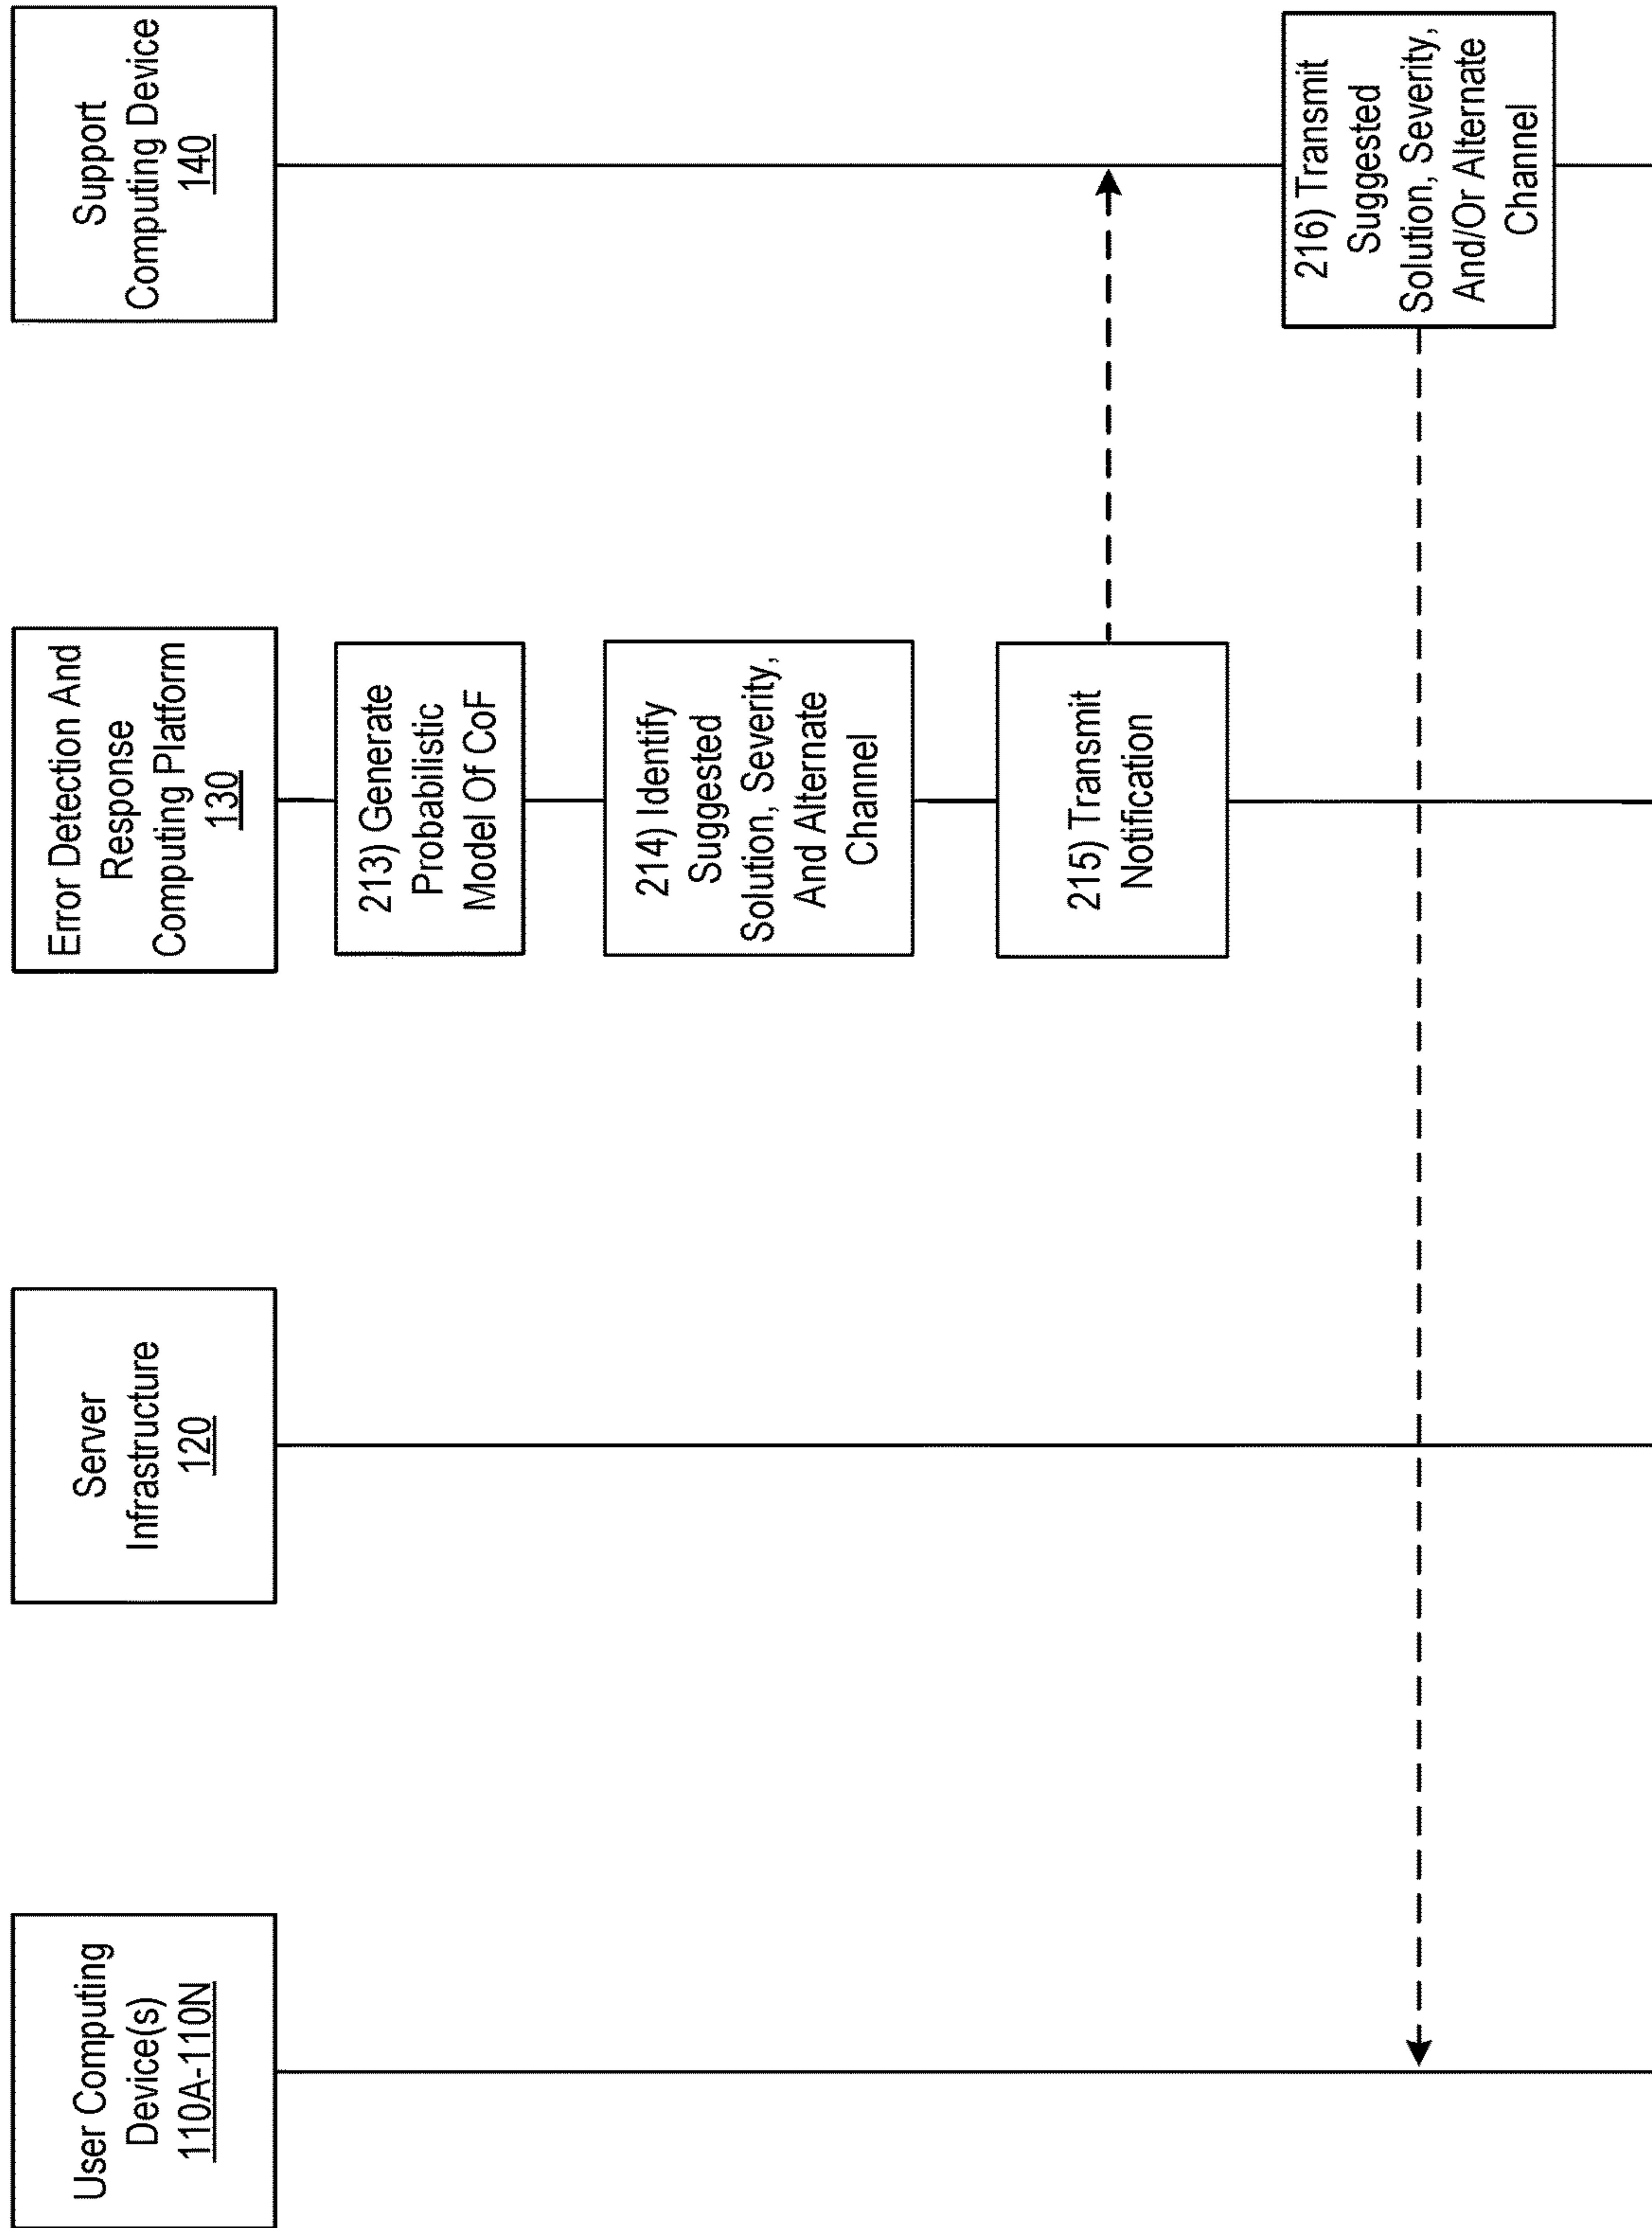 User Computing
Device(s)
110A-110N
Server
Infrastructure
120
Error Detection And
Response
Computing Platform
130
Support
Computing Device
140
213) Generate
Probabilistic
Model Of CoF
214) Identify
Suggested
Solution, Severity,
And Alternate
Channel
215) Transmit
Notification
216) Transmit
Suggested
Solution, Severity,
And/Or Alternate
Channel